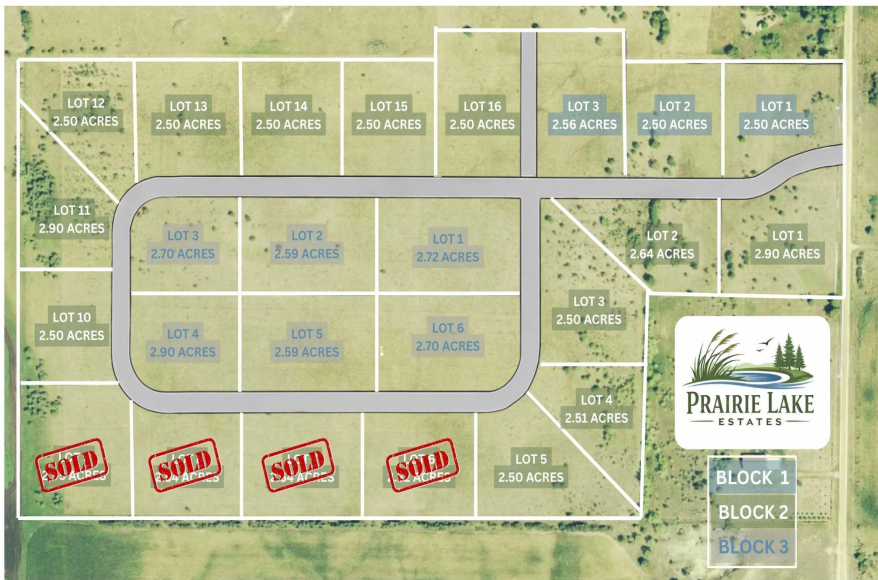 LOT 12
2.50 ACRES
LOT 13
2.50 ACRES
LOT 14
2.50 ACRES
LOT 15
2.50 ACRES
LOT 16
2.50 ACRES
LOT 3
2.56 ACRES
LOT 2
2.50 ACRES
LOT 1
2.50 ACRES
LOT 11
2.90 ACRES
LOT 3
2.70 ACRES
LOT 2
2.59 ACRES
LOT 1
2.72 ACRES
LOT 2
2.64 ACRES
LOT 1
2.90 ACRES
LOT 10
2.50 ACRES
LOT 4
2.90 ACRES
LOT 5
2.59 ACRES
LOT 6
2.70 ACRES
LOT 3
2.50 ACRES
LOT 4
2.51 ACRES
LOT 5
2.50 ACRES
SOLD
ACRES
SOLD
ACRES
SOLD
ACRES
SOLD
ACRES
PRAIRIE LAKE
ESTATES
BLOCK 1
BLOCK 2
BLOCK 3